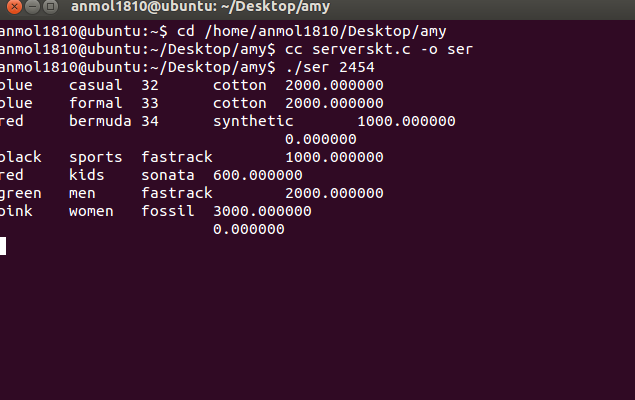 anmol1810@ubuntu: ~/Desktop/amy
anmol1810@ubuntu:~$ cd /home/anmol1810/Desktop/amy
anmol1810@ubuntu:~/Desktop/amy$ cc serverskt.c -o ser
anmol1810@ubuntu:~/Desktop/amy$ ./ser 2454
blue casual 32 cotton 2000.000000
blue formal 33 cotton 2000.000000
red bermuda 34 synthetic 1000.000000
0.000000
black sports fastrack 1000.000000
red kids sonata 600.000000
green men fastrack 2000.000000
pink women fossil 3000.000000
0.000000